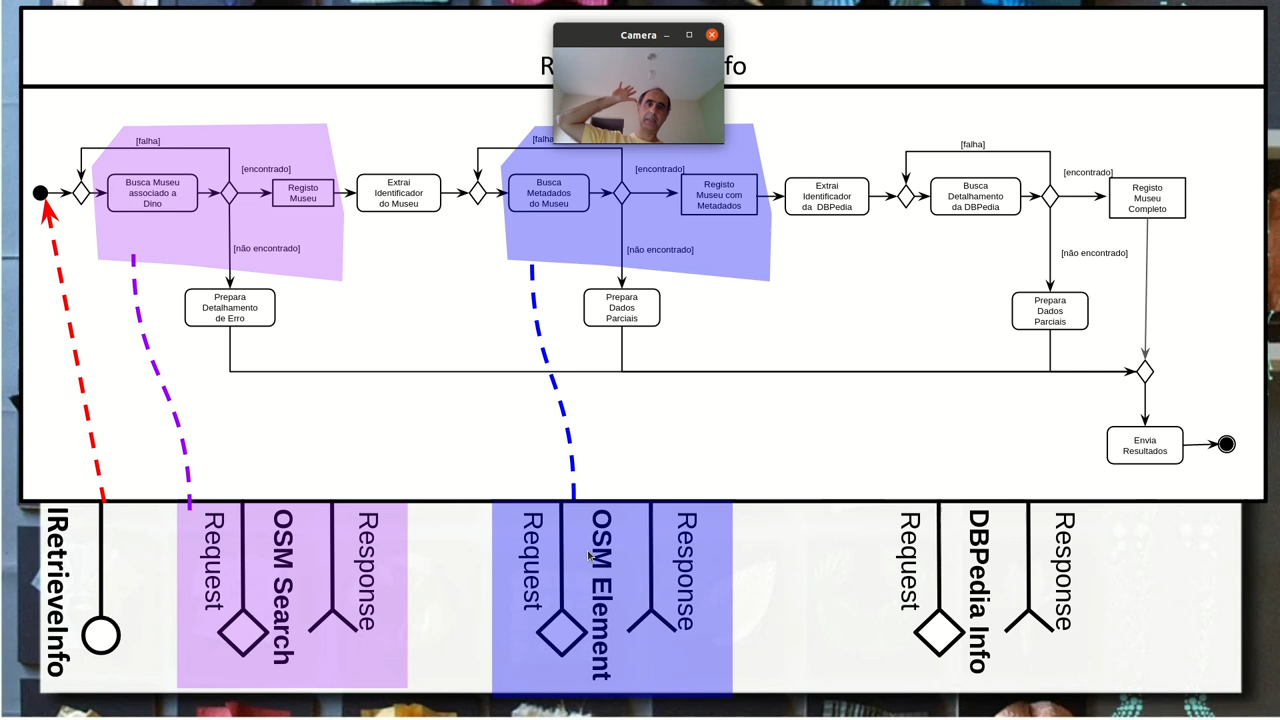 Camera
[falha]
Busca Museu
associado a
Dino
[encontrado]
Registo
Museu
[não encontrado]
Prepara
Detalhamento
de Erro
Extrai
Identificador
do Museu
Busca
Metadados
do Museu
[encontrado]
Registo
Museu com
Metadados
[não encontrado]
Prepara
Dados
Parciais
Extrai
Identificador
da DBPedia
[falha]
Busca
Detalhamento
da DBPedia
[encontrado]
Registo
Museu
Completo
[não encontrado]
Prepara
Dados
Parciais
Envia
Resultados
IRetrieveInfo
Request
OSM Search
Response
Request
OSM Element
Response
Request
DBPedia Info
Response